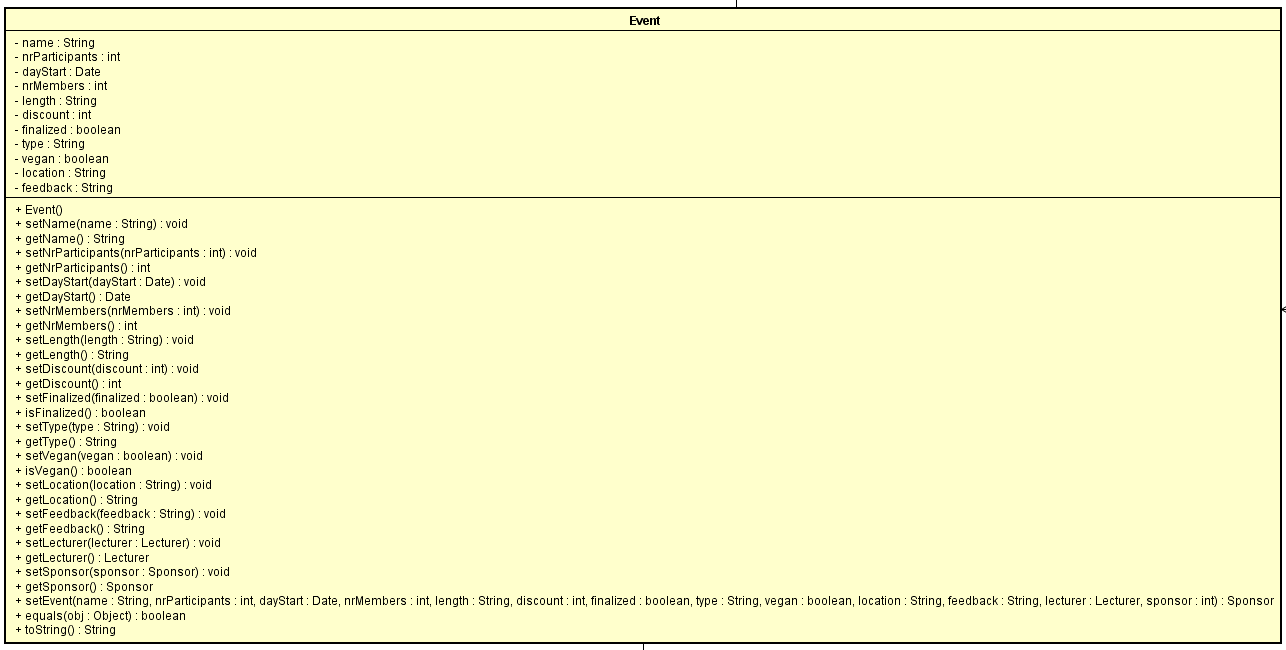 Event
- name : String
- nrParticipants : int
- dayStart : Date
- nrMembers : int
- length : String
- discount : int
- finalized : boolean
- type : String
- vegan : boolean
- location : String
- feedback : String
+ Event()
+ setName(name : String) : void
+ getName() : String
+ setNrParticipants(nrParticipants : int) : void
+ getNrParticipants() : int
+ setDayStart(dayStart : Date) : void
+ getDayStart() : Date
+ setNrMembers(nrMembers : int) : void
+ getNrMembers() : int
+ setLength(length : String) : void
+ getLength() : String
+ setDiscount(discount : int) : void
+ getDiscount() : int
+ setFinalized(finalized : boolean) : void
+ isFinalized() : boolean
+ setType(type : String) : void
+ getType() : String
+ setVegan(vegan : boolean) : void
+ isVegan() : boolean
+ setLocation(location : String) : void
+ getLocation() : String
+ setFeedback(feedback : String) : void
+ getFeedback() : String
+ setLecturer(lecturer : Lecturer) : void
+ getLecturer() : Lecturer
+ setSponsor(sponsor : Sponsor) : void
+ getSponsor() : Sponsor
+ setEvent(name : String, nrParticipants : int, dayStart : Date, nrMembers : int, length : String, discount : int, finalized : boolean, type : String, vegan : boolean, location : String, feedback : String, lecturer : Lecturer, sponsor : int) : Sponsor
+ equals(obj : Object) : boolean
+ toString() : String